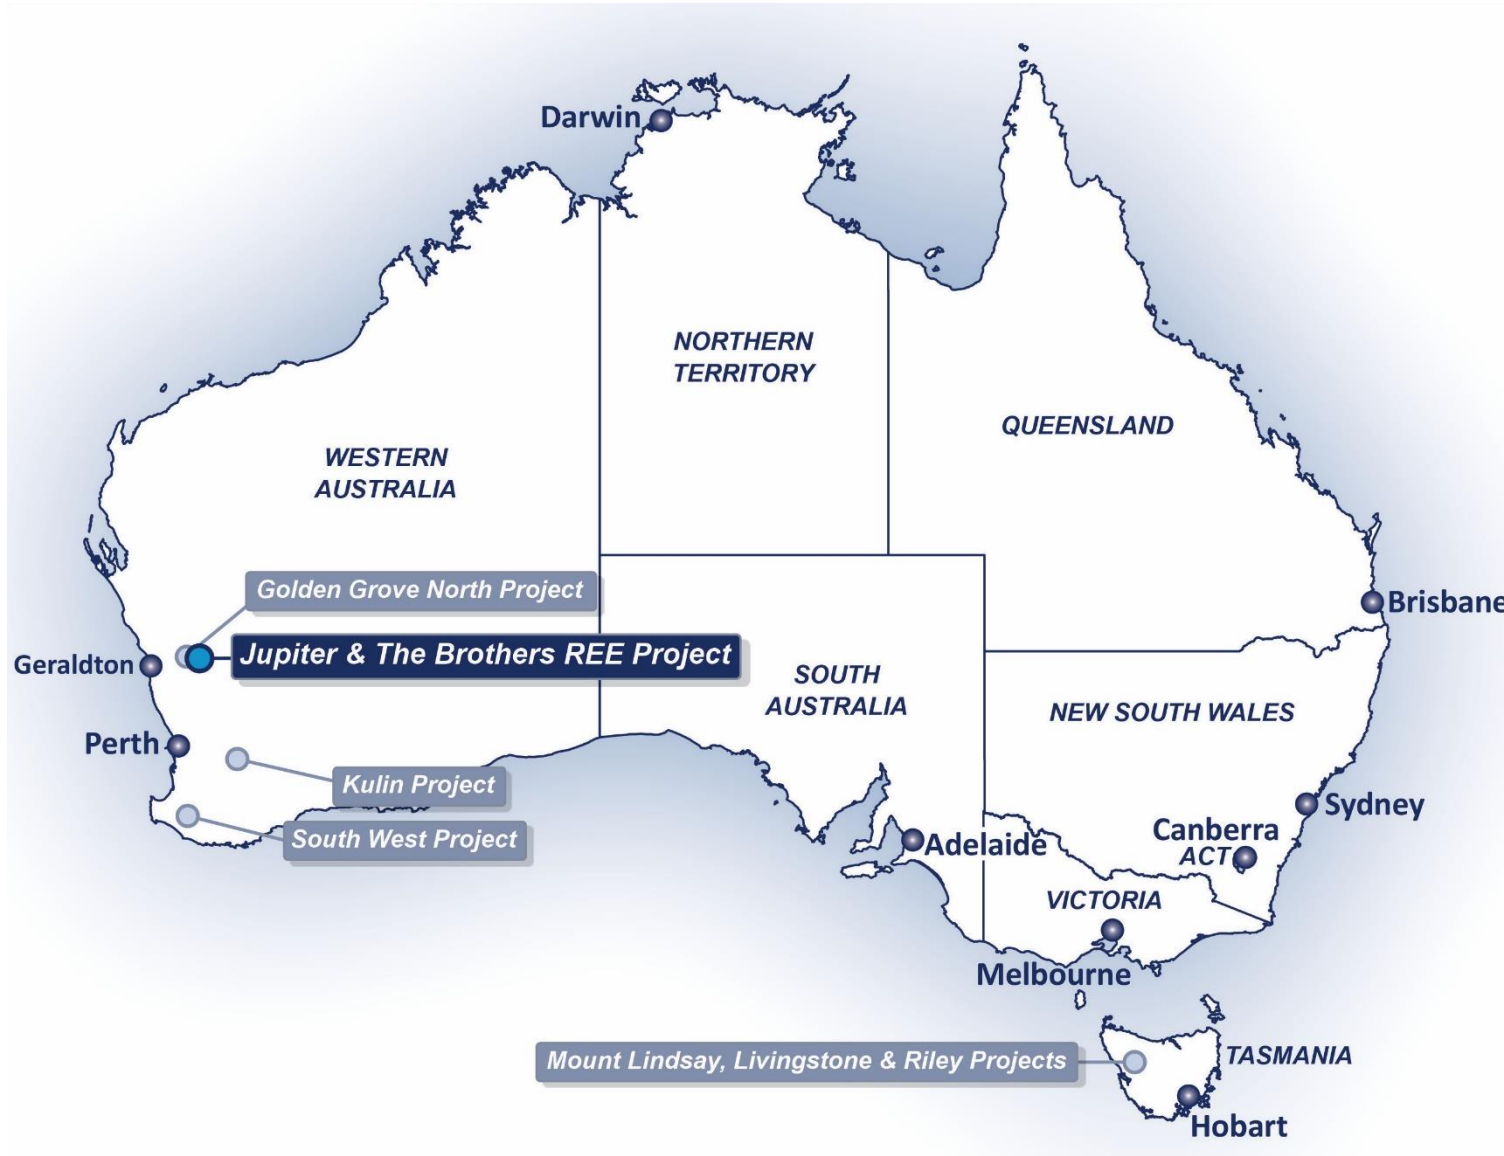 Darwin
NORTHERN
TERRITORY
QUEENSLAND
WESTERN
AUSTRALIA
Golden Grove North Project
Brisbane
Jupiter & The Brothers REE Project
Geraldton
SOUTH
AUSTRALIA
NEW SOUTH WALES
Perth
Kulin Project
Sydney
South West Project
Adelaide
Canberra
ACT
VICTORIA
Melbourne
Mount Lindsay, Livingstone & Riley Projects
TASMANIA
Hobart